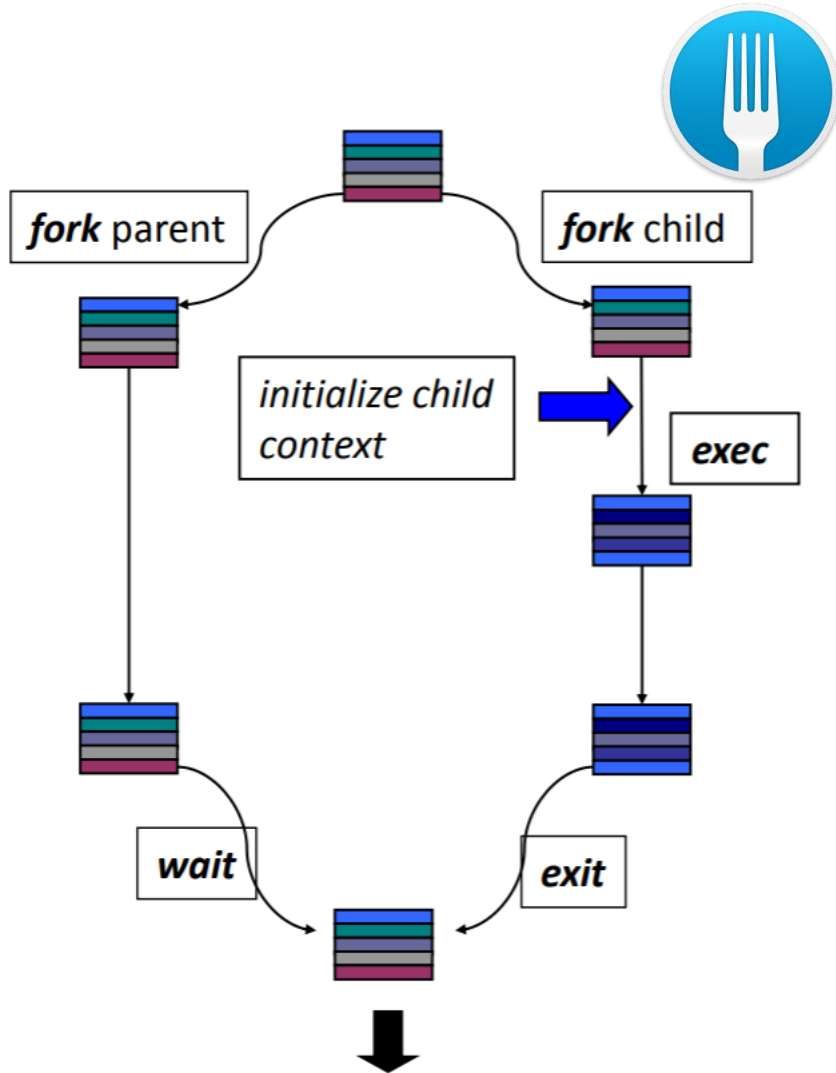 fork parent
fork child
initialize child
context
exec
wait
exit